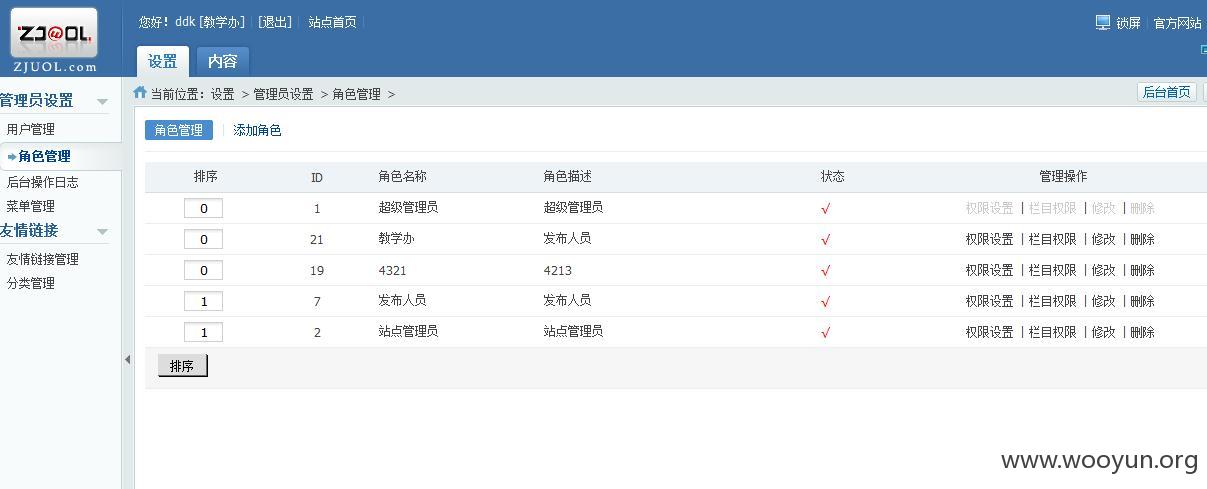 ZJ@OL
ZJUOL.com
您好！ddk [教学办] [退出] 站点首页
锁屏 官方网站
设置 内容
当前位置：设置 > 管理员设置 > 角色管理 >
后台首页
管理员设置
用户管理
角色管理
后台操作日志
菜单管理
友情链接
友情链接管理
分类管理
角色管理 添加角色
排序 ID 角色名称 角色描述 状态 管理操作
0 1 超级管理员 超级管理员 √ 权限设置 | 栏目权限 | 修改 | 删除
0 21 教学办 发布人员 √ 权限设置 | 栏目权限 | 修改 | 删除
0 19 4321 4213 √ 权限设置 | 栏目权限 | 修改 | 删除
1 7 发布人员 发布人员 √ 权限设置 | 栏目权限 | 修改 | 删除
1 2 站点管理员 站点管理员 √ 权限设置 | 栏目权限 | 修改 | 删除
排序
www.wooyun.org